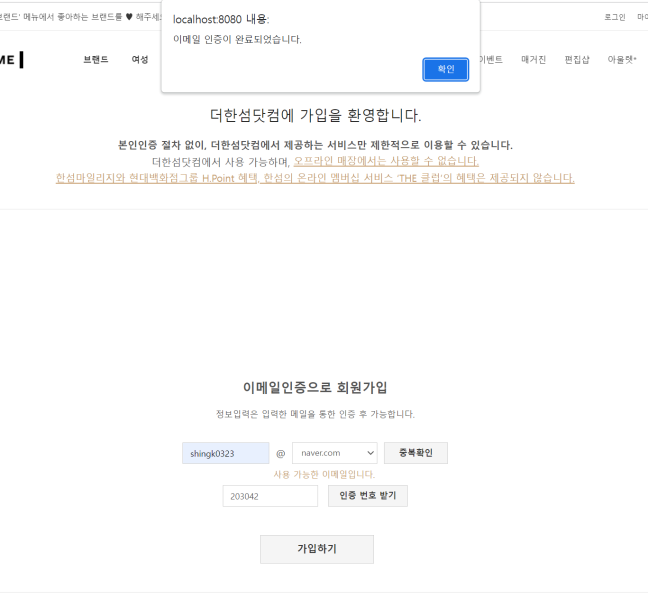 브랜드' 메뉴에서 좋아하는 브랜드를 ♥ 해주세요
로그인 마이
localhost:8080 내용:
이메일 인증이 완료되었습니다.
확인
ME
브랜드 여성 이벤트 매거진 편집샵 아울렛*
더한섬닷컴에 가입을 환영합니다.
본인인증 절차 없이, 더한섬닷컴에서 제공하는 서비스만 제한적으로 이용할 수 있습니다.
더한섬닷컴에서 사용 가능하며, 오프라인 매장에서는 사용할 수 없습니다.
한섬마일리지와 현대백화점그룹 H.Point 혜택, 한섬의 온라인 멤버십 서비스 'THE 클럽'의 혜택은 제공되지 않습니다.
이메일인증으로 회원가입
정보입력은 입력한 메일을 통한 인증 후 가능합니다.
shingk0323 @ naver.com 중복확인
사용 가능한 이메일입니다.
203042 인증 번호 받기
가입하기